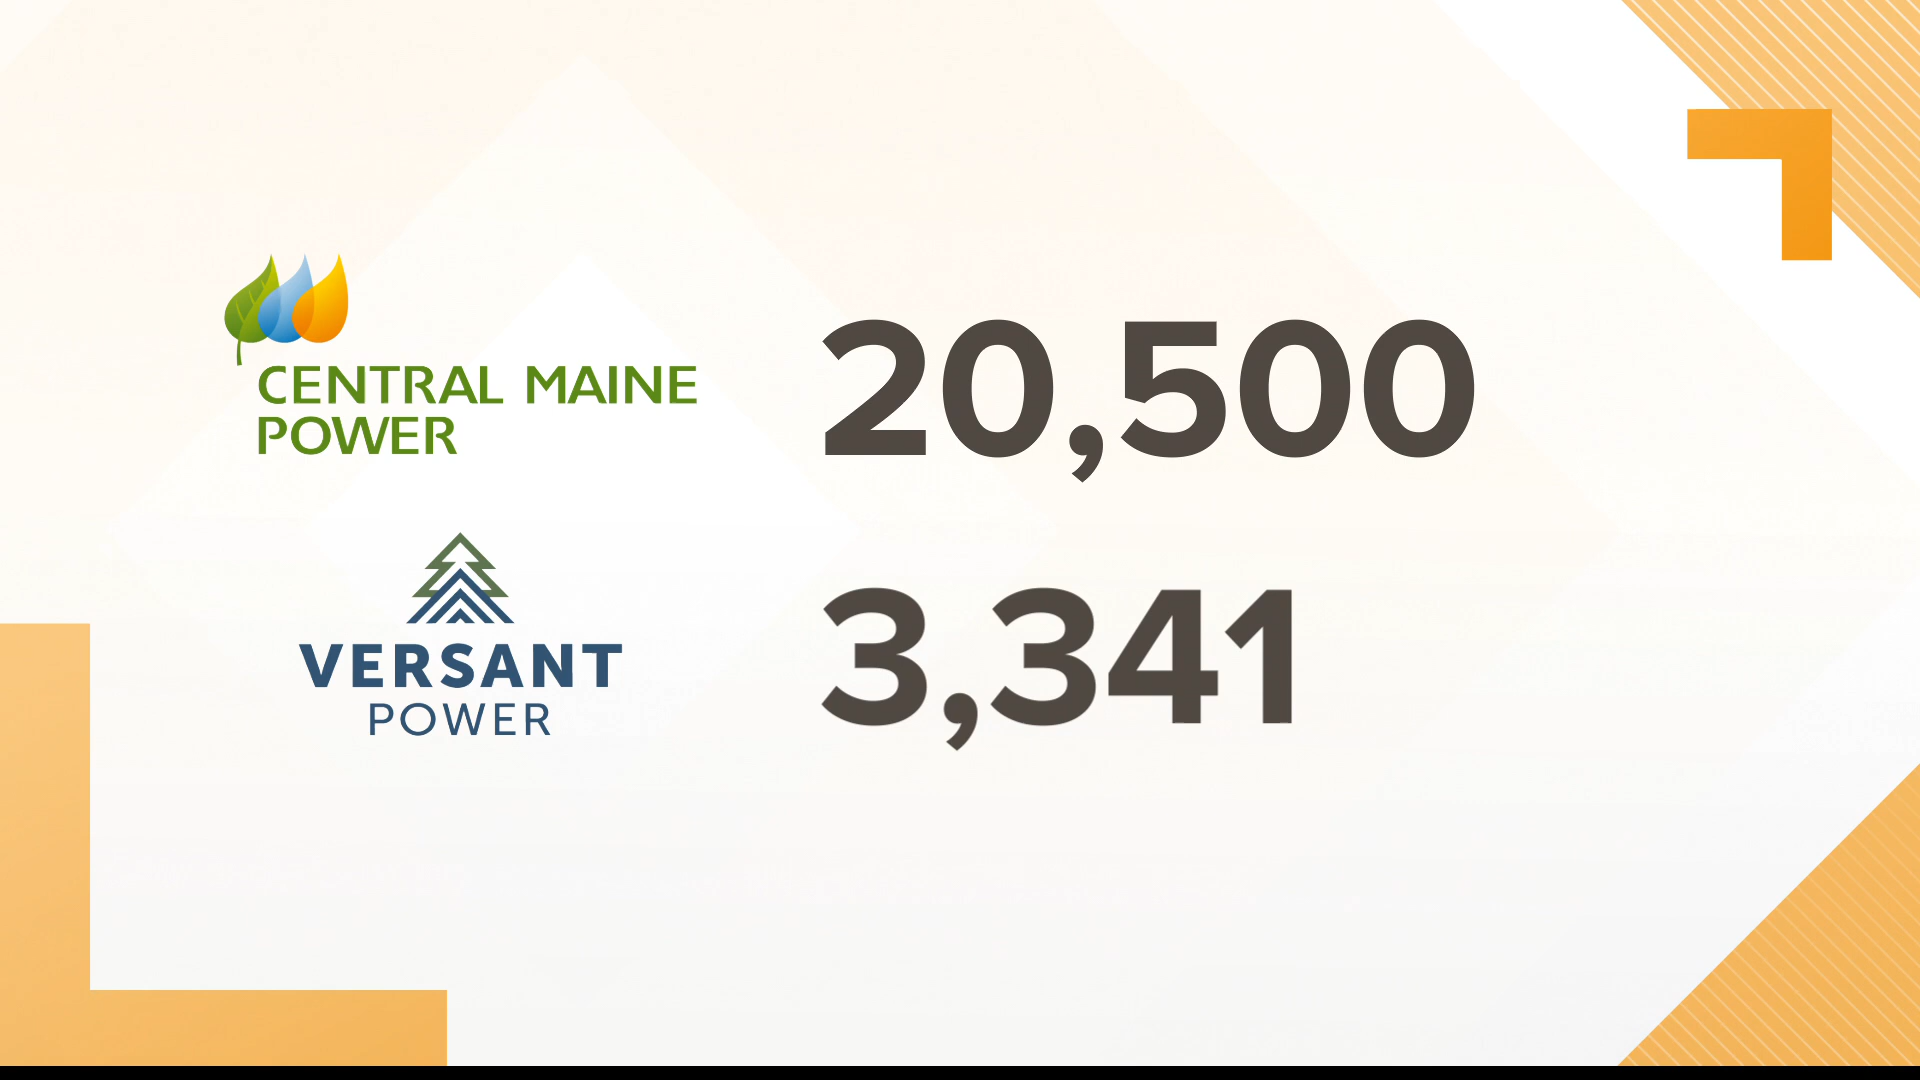 CENTRAL MAINE
POWER
20,500
VERSANT
POWER
3,341